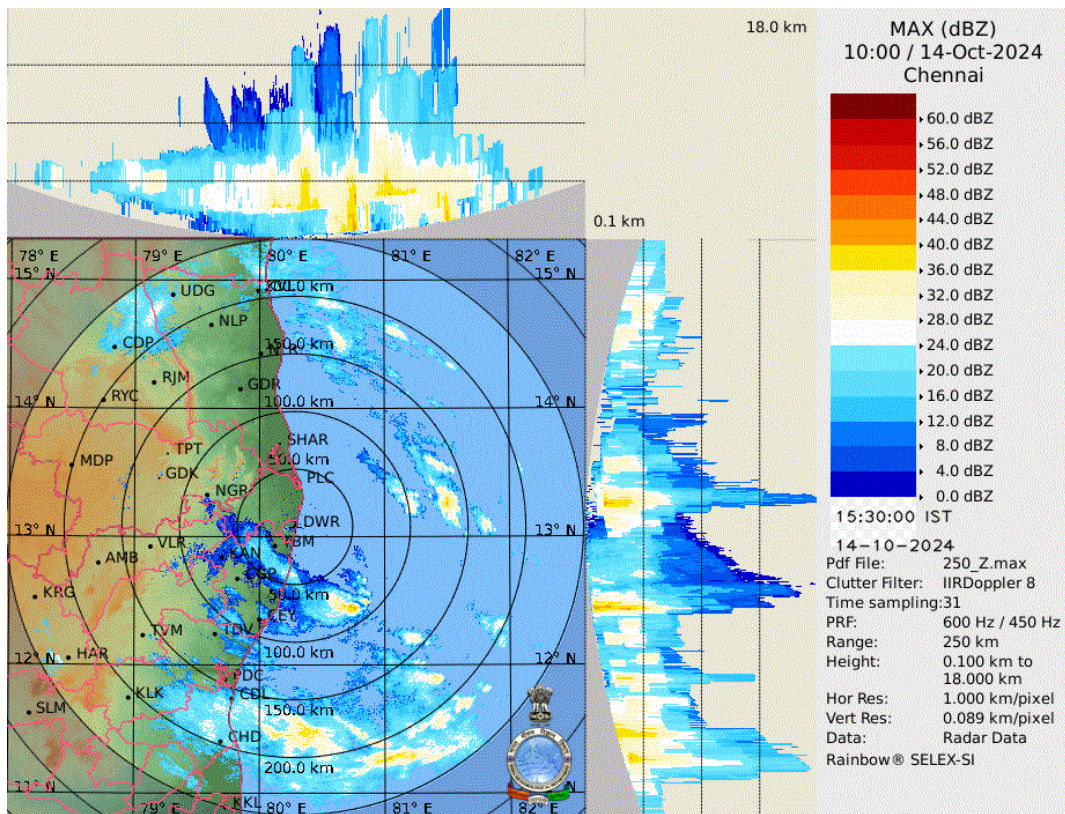 18.0 km
0.1 km
MAX (dBZ)
10:00 / 14-Oct-2024
Chennai
60.0 dBZ
56.0 dBZ
52.0 dBZ
48.0 dBZ
44.0 dBZ
40.0 dBZ
36.0 dBZ
32.0 dBZ
28.0 dBZ
24.0 dBZ
20.0 dBZ
16.0 dBZ
12.0 dBZ
8.0 dBZ
4.0 dBZ
0.0 dBZ
15:30:00 IST
14-10-2024
Pdf File: 250_Z.max
Clutter Filter: IIRDoppler 8
Time sampling:31
PRF: 600 Hz / 450 Hz
Range: 250 km
Height: 0.100 km to
18.000 km
Hor Res: 1.000 km/pixel
Vert Res: 0.089 km/pixel
Data: Radar Data
Rainbow® SELEX-SI
78° E 79° E 80° E 81° E 82° E
15° N 15° N
UDG
NLP
150.0 km
CDP
RJM
RYC
GDR
100.0 km
14° N 14° N
SHAR
TPT
50.0 km
MDP
GDK
PLC
NGR
DWR
13° N 13° N
VLR
KAN
AMB
CGP
50.0 km
KRG
CEY
TVM
TDV
100.0 km
HAR
12° N 12° N
PDC
KLK
CDL
SLM
150.0 km
CHD
200.0 km
11° N 11° N
KKL
79° E 80° E 81° E 82° E